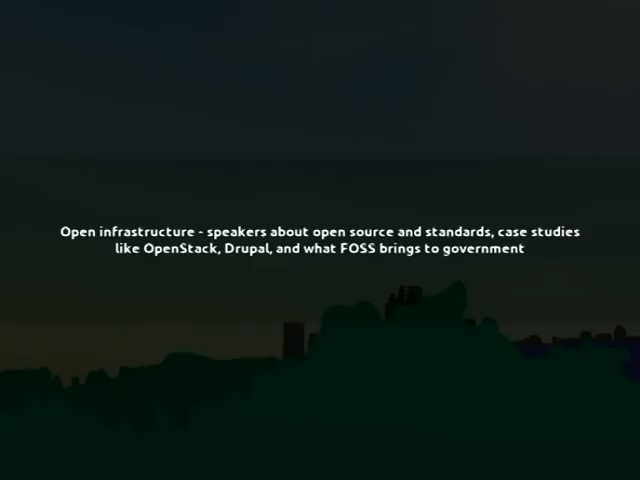 Open infrastructure - speakers about open source and standards, case studies
like OpenStack, Drupal, and what FOSS brings to government